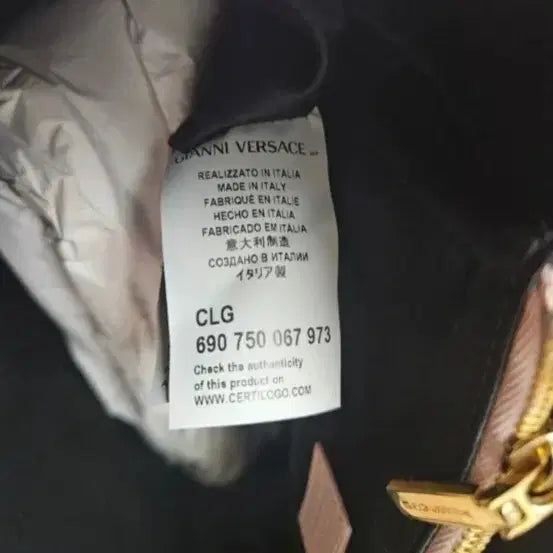 GIANNI VERSACE
REALIZZATO IN ITALIA
MADE IN ITALY
FABRIQUÉ EN ITALIE
HECHO EN ITALIA
FABRICADO EM ITALIA
意大利制造
СОЗДАНО В ИТАЛИИ
イタリア製
CLG
690 750 067 973
Check the authenticity
of this product on
WWW.CERTILOGO.COM